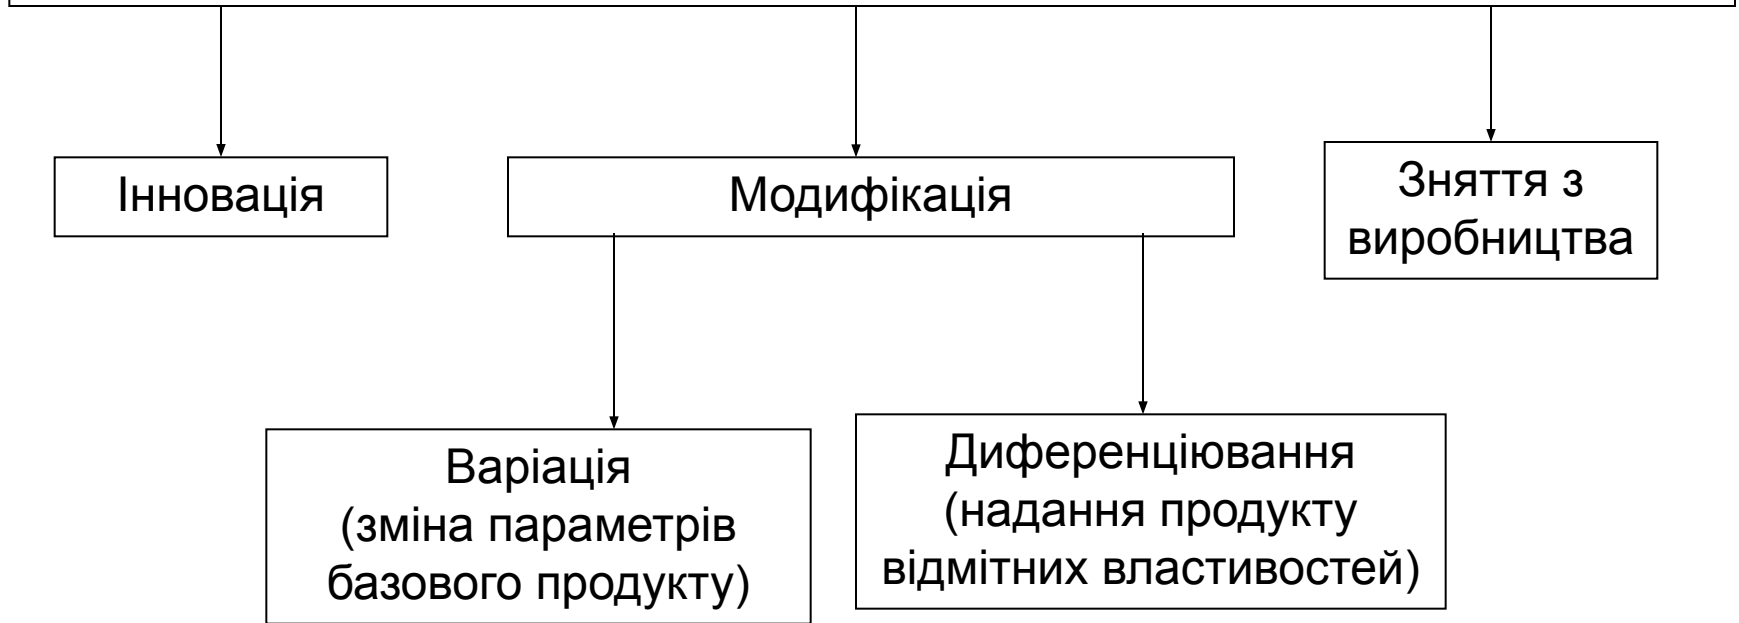 Інновація
Модифікація
Зняття з
виробництва
Варіація
(зміна параметрів
базового продукту)
Диференціювання
(надання продукту
відмітних властивостей)